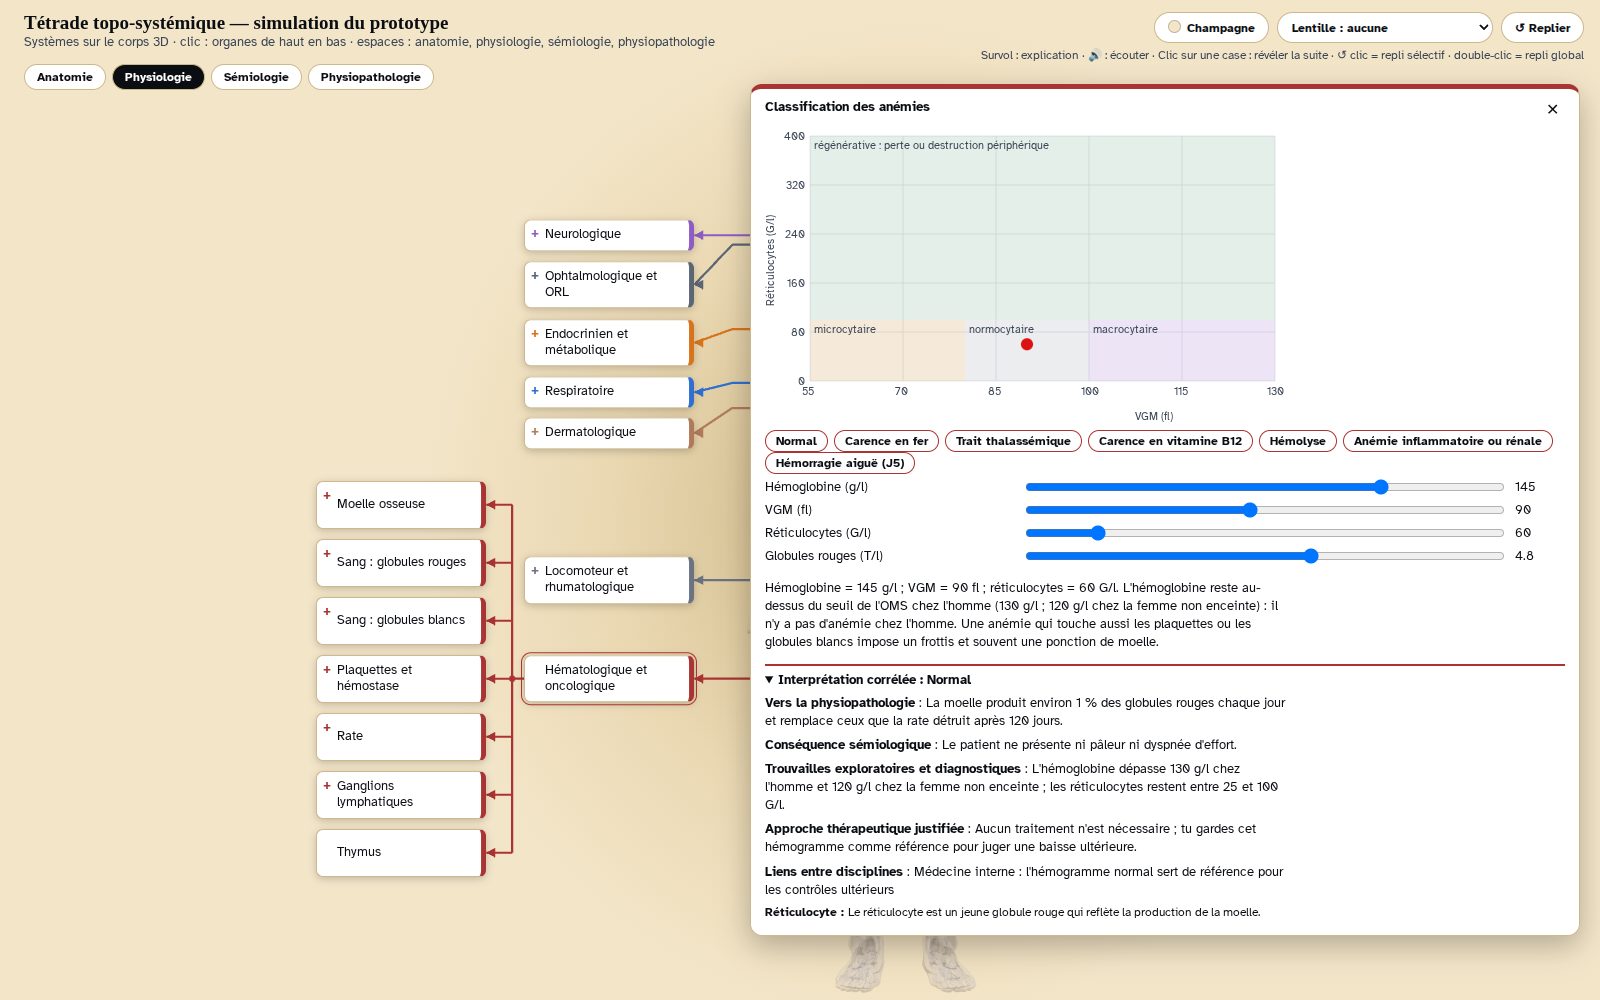 Tétrade topo-systémique — simulation du prototype
Systèmes sur le corps 3D · clic : organes de haut en bas · espaces : anatomie, physiologie, sémiologie, physiopathologie
Champagne
Lentille : aucune
↺ Replier
Survol : explication · 🔊 : écouter · Clic sur une case : révéler la suite · ↺ clic = repli sélectif · double-clic = repli global
Anatomie
Physiologie
Sémiologie
Physiopathologie
+ Neurologique
+ Ophtalmologique et
ORL
+ Endocrinien et
métabolique
+ Respiratoire
+ Dermatologique
+ Moelle osseuse
+ Sang : globules rouges
+ Sang : globules blancs
+ Plaquettes et
hémostase
+ Rate
+ Ganglions
lymphatiques
Thymus
+ Locomoteur et
rhumatologique
Hématologique et
oncologique
Classification des anémies
✕
400
320
240
160
80
0
Réticulocytes (G/l)
régénérative : perte ou destruction périphérique
microcytaire
normocytaire
macrocytaire
55
70
85
100
115
130
VGM (fl)
Normal
Carence en fer
Trait thalassémique
Carence en vitamine B12
Hémolyse
Anémie inflammatoire ou rénale
Hémorragie aiguë (J5)
Hémoglobine (g/l) 145
VGM (fl) 90
Réticulocytes (G/l) 60
Globules rouges (T/l) 4.8
Hémoglobine = 145 g/l ; VGM = 90 fl ; réticulocytes = 60 G/l. L'hémoglobine reste au-
dessus du seuil de l'OMS chez l'homme (130 g/l ; 120 g/l chez la femme non enceinte) : il
n'y a pas d'anémie chez l'homme. Une anémie qui touche aussi les plaquettes ou les
globules blancs impose un frottis et souvent une ponction de moelle.
▼ Interprétation corrélée : Normal
Vers la physiopathologie : La moelle produit environ 1 % des globules rouges chaque jour
et remplace ceux que la rate détruit après 120 jours.
Conséquence sémiologique : Le patient ne présente ni pâleur ni dyspnée d'effort.
Trouvailles exploratoires et diagnostiques : L'hémoglobine dépasse 130 g/l chez
l'homme et 120 g/l chez la femme non enceinte ; les réticulocytes restent entre 25 et 100
G/l.
Approche thérapeutique justifiée : Aucun traitement n'est nécessaire ; tu gardes cet
hémogramme comme référence pour juger une baisse ultérieure.
Liens entre disciplines : Médecine interne : l'hémogramme normal sert de référence pour
les contrôles ultérieurs
Réticulocyte : Le réticulocyte est un jeune globule rouge qui reflète la production de la moelle.